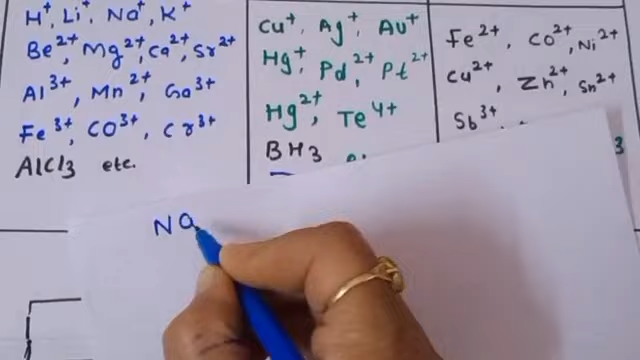 H⁺, Li⁺, Na⁺, K⁺
Be²⁺, Mg²⁺, Ca²⁺, Sr²⁺
Al³⁺, Mn²⁺, Ga³⁺
Fe³⁺, CO³⁺, Cr³⁺
AlCl₃ etc.
Cu⁺, Ag⁺, Au⁺
Hg⁺, Pd²⁺, Pt²⁺
Hg²⁺, Te⁴⁺
BH₃
Fe²⁺, CO²⁺, Ni²⁺
Cu²⁺, Zn²⁺, Sn²⁺
Sb³⁺
3
Na